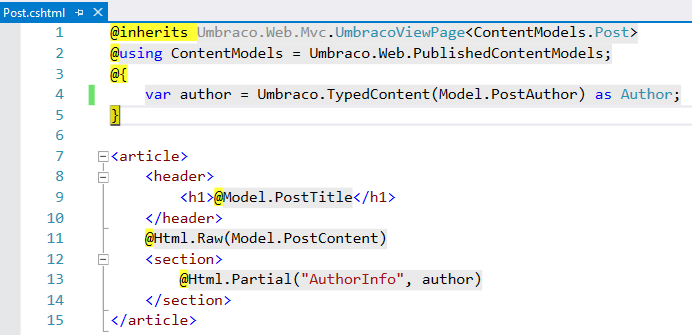 Post.cshtml
1 @inherits Umbraco.Web.Mvc.UmbracoViewPage<ContentModels.Post>
2 @using ContentModels = Umbraco.Web.PublishedContentModels;
3 @{
4 var author = Umbraco.TypedContent(Model.PostAuthor) as Author;
5 }
6
7 <article>
8 <header>
9 <h1>@Model.PostTitle</h1>
10 </header>
11 @Html.Raw(Model.PostContent)
12 <section>
13 @Html.Partial("AuthorInfo", author)
14 </section>
15 </article>